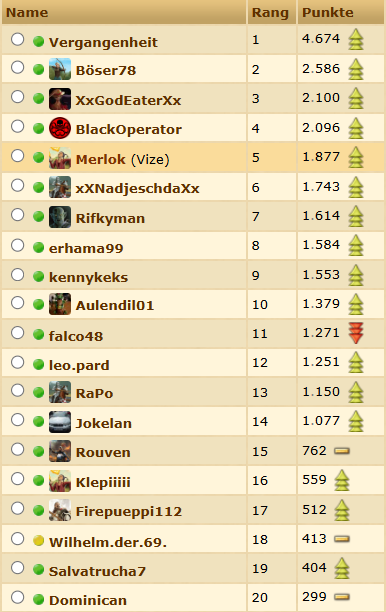 Name Rang Punkte
Vergangenheit 1 4.674
Böser78 2 2.586
XxGodEaterXx 3 2.100
BlackOperator 4 2.096
Merlok (Vize) 5 1.877
xXNadjeschdaXx 6 1.743
Rifkyman 7 1.614
erhama99 8 1.584
kennykeks 9 1.553
Aulendil01 10 1.379
falco48 11 1.271
leo.pard 12 1.251
RaPo 13 1.150
Jokelan 14 1.077
Rouven 15 762
Klepiiiii 16 559
Firepueppi112 17 512
Wilhelm.der.69. 18 413
Salvatrucha7 19 404
Dominican 20 299